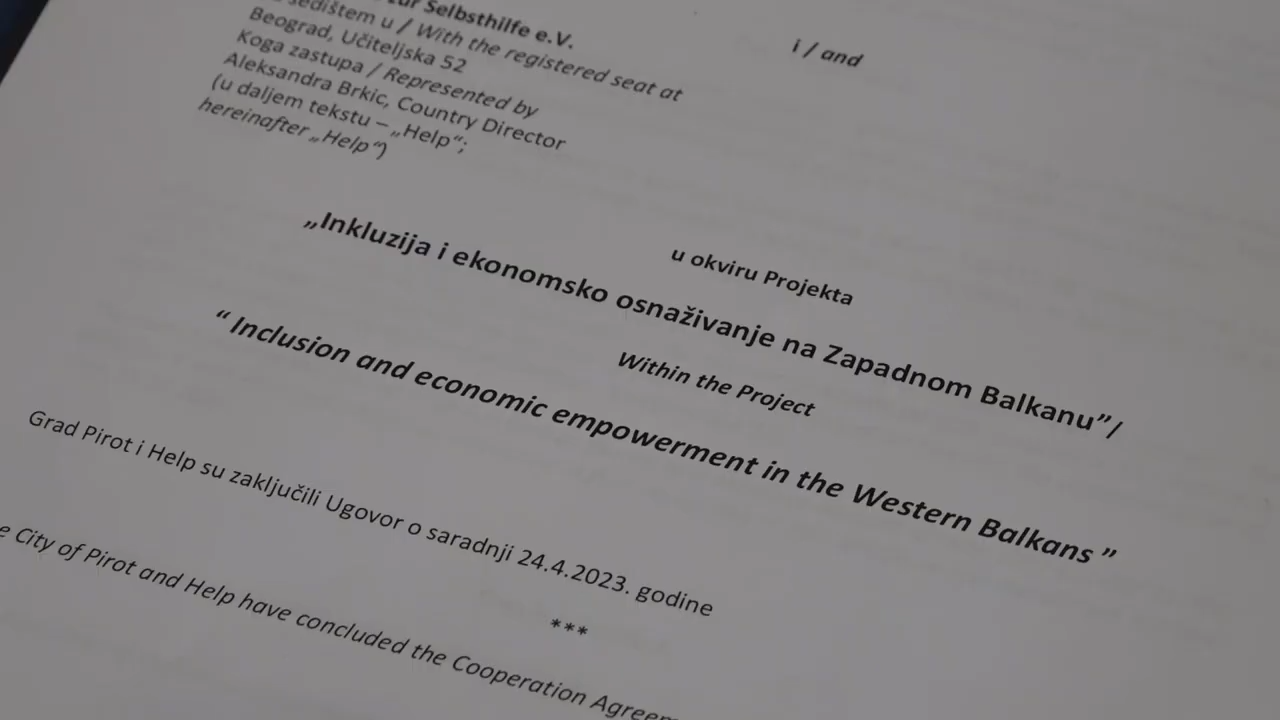 zur Selbsthilfe e.V.
sedištem u / With the registered seat at
Beograd, Učiteljska 52
Koga zastupa / Represented by
Aleksandra Brkic, Country Director
(u daljem tekstu – „Help“;
hereinafter „Help“)
i / and
u okviru Projekta
„Inkluzija i ekonomsko osnaživanje na Zapadnom Balkanu”/
Within the Project
“ Inclusion and economic empowerment in the Western Balkans ”
Grad Pirot i Help su zaključili Ugovor o saradnji 24.4.2023. godine
***
e City of Pirot and Help have concluded the Cooperation Agreem